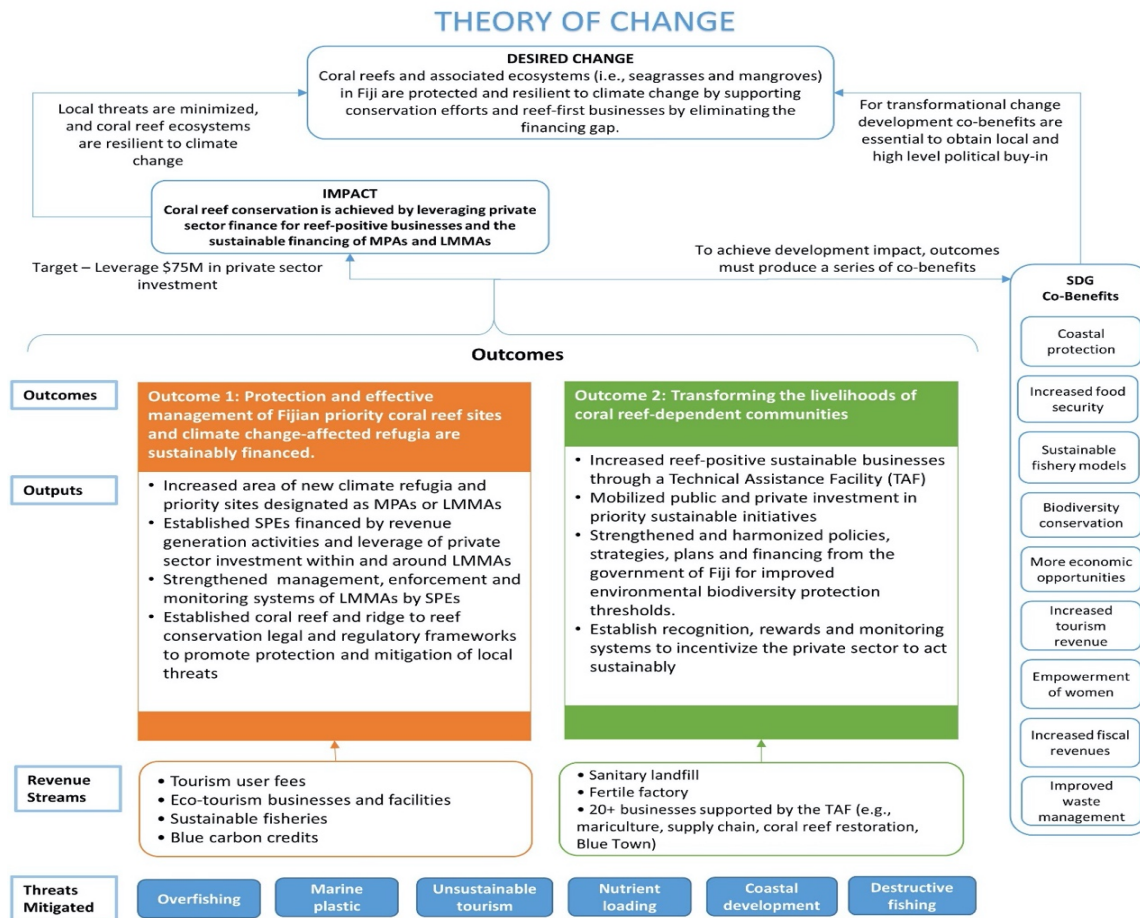 THEORY OF CHANGE
DESIRED CHANGE
Coral reefs and associated ecosystems (i.e., seagrasses and mangroves)
in Fiji are protected and resilient to climate change by supporting
conservation efforts and reef-first businesses by eliminating the
financing gap.
Local threats are minimized,
and coral reef ecosystems
are resilient to climate
change
For transformational change
development co-benefits are
essential to obtain local and
high level political buy-in
IMPACT
Coral reef conservation is achieved by leveraging private
sector finance for reef-positive businesses and the
sustainable financing of MPAs and LMMAs
Target – Leverage $75M in private sector
investment
To achieve development impact, outcomes
must produce a series of co-benefits
Outcomes
Outcomes
Outcome 1: Protection and effective
management of Fijian priority coral reef sites
and climate change-affected refugia are
sustainably financed.
Outcome 2: Transforming the livelihoods of
coral reef-dependent communities
Outputs
• Increased area of new climate refugia and
priority sites designated as MPAs or LMMAs
• Established SPEs financed by revenue
generation activities and leverage of private
sector investment within and around LMMAs
• Strengthened management, enforcement and
monitoring systems of LMMAs by SPEs
• Established coral reef and ridge to reef
conservation legal and regulatory frameworks
to promote protection and mitigation of local
threats
• Increased reef-positive sustainable businesses
through a Technical Assistance Facility (TAF)
• Mobilized public and private investment in
priority sustainable initiatives
• Strengthened and harmonized policies,
strategies, plans and financing from the
government of Fiji for improved
environmental biodiversity protection
thresholds.
• Establish recognition, rewards and monitoring
systems to incentivize the private sector to act
sustainably
Revenue
Streams
• Tourism user fees
• Eco-tourism businesses and facilities
• Sustainable fisheries
• Blue carbon credits
• Sanitary landfill
• Fertile factory
• 20+ businesses supported by the TAF (e.g.,
mariculture, supply chain, coral reef restoration,
Blue Town)
Threats
Mitigated
Overfishing
Marine
plastic
Unsustainable
tourism
Nutrient
loading
Coastal
development
Destructive
fishing
SDG
Co-Benefits
Coastal
protection
Increased food
security
Sustainable
fishery models
Biodiversity
conservation
More economic
opportunities
Increased
tourism
revenue
Empowerment
of women
Increased fiscal
revenues
Improved
waste
management